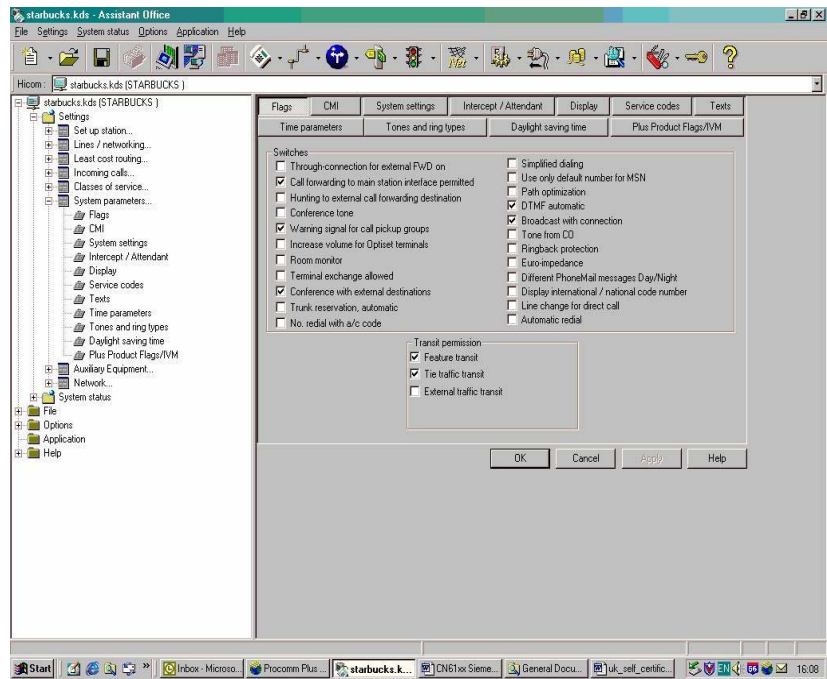 starbucks.kds - Assistant Office
File Settings System status Options Application Help
Hicom: starbucks.kds (STARBUCKS )
starbucks.kds (STARBUCKS )
Settings
Set up station...
Lines / networking...
Least cost routing...
Incoming calls...
Classes of service...
System parameters...
Flags
CMI
System settings
Intercept / Attendant
Display
Service codes
Texts
Time parameters
Tones and ring types
Daylight saving time
Plus Product Flags/IVM
Auxiliary Equipment...
Network...
System status
File
Options
Application
Help
Flags CMI System settings Intercept / Attendant Display Service codes Texts
Time parameters Tones and ring types Daylight saving time Plus Product Flags/IVM
Switches
Through-connection for external FWD on
Call forwarding to main station interface permitted
Hunting to external call forwarding destination
Conference tone
Warning signal for call pickup groups
Increase volume for Optiset terminals
Room monitor
Terminal exchange allowed
Conference with external destinations
Trunk reservation, automatic
No. redial with a/c code
Simplified dialing
Use only default number for MSN
Path optimization
DTMF automatic
Broadcast with connection
Tone from CO
Ringback protection
Euro-impedance
Different PhoneMail messages Day/Night
Display international / national code number
Line change for direct call
Automatic redial
Transit permission
Feature transit
Tie traffic transit
External traffic transit
OK Cancel Apply Help
Start » Inbox - Microso... Procomm Plus ... starbucks.k... CN61xx Sieme... General Docu... uk_self_certific... EN 56 16:08